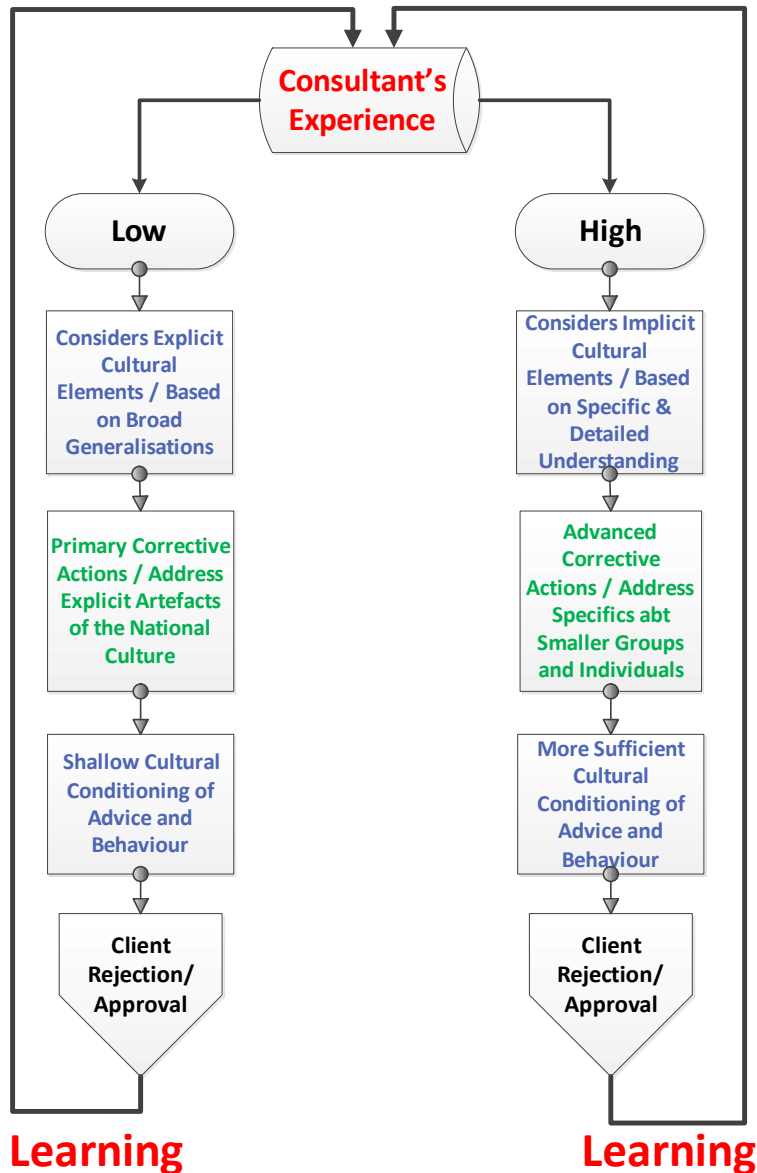 Consultant's
Experience
Low
Considers Explicit
Cultural
Elements / Based
on Broad
Generalisations
Primary Corrective
Actions / Address
Explicit Artefacts
of the National
Culture
Shallow Cultural
Conditioning of
Advice and
Behaviour
Client
Rejection/
Approval
Learning
High
Considers Implicit
Cultural
Elements / Based
on Specific &
Detailed
Understanding
Advanced
Corrective
Actions / Address
Specifics abt
Smaller Groups
and Individuals
More Sufficient
Cultural
Conditioning of
Advice and
Behaviour
Client
Rejection/
Approval
Learning